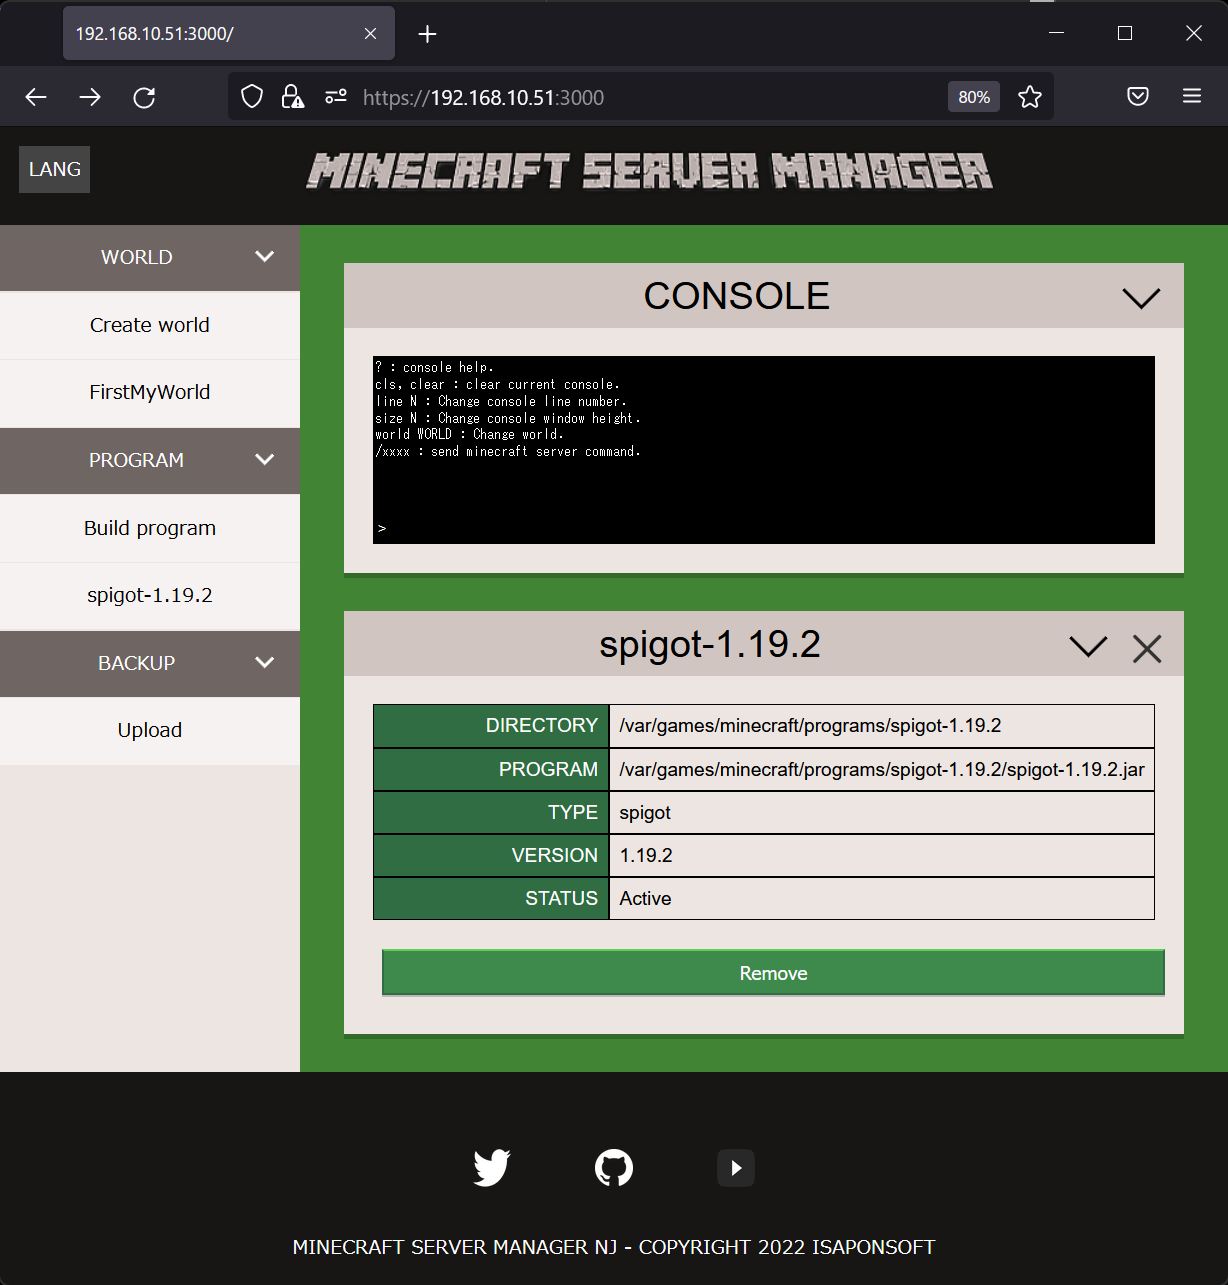 192.168.10.51:3000/
https://192.168.10.51:3000
80%
LANG
MINECRAFT SERVER MANAGER
WORLD
Create world
FirstMyWorld
PROGRAM
Build program
spigot-1.19.2
BACKUP
Upload
CONSOLE
? : console help.
cls, clear : clear current console.
line N : Change console line number.
size N : Change console window height.
world WORLD : Change world.
/xxxx : send minecraft server command.
>
spigot-1.19.2
DIRECTORY /var/games/minecraft/programs/spigot-1.19.2
PROGRAM /var/games/minecraft/programs/spigot-1.19.2/spigot-1.19.2.jar
TYPE spigot
VERSION 1.19.2
STATUS Active
Remove
MINECRAFT SERVER MANAGER NJ - COPYRIGHT 2022 ISAPONSOFT